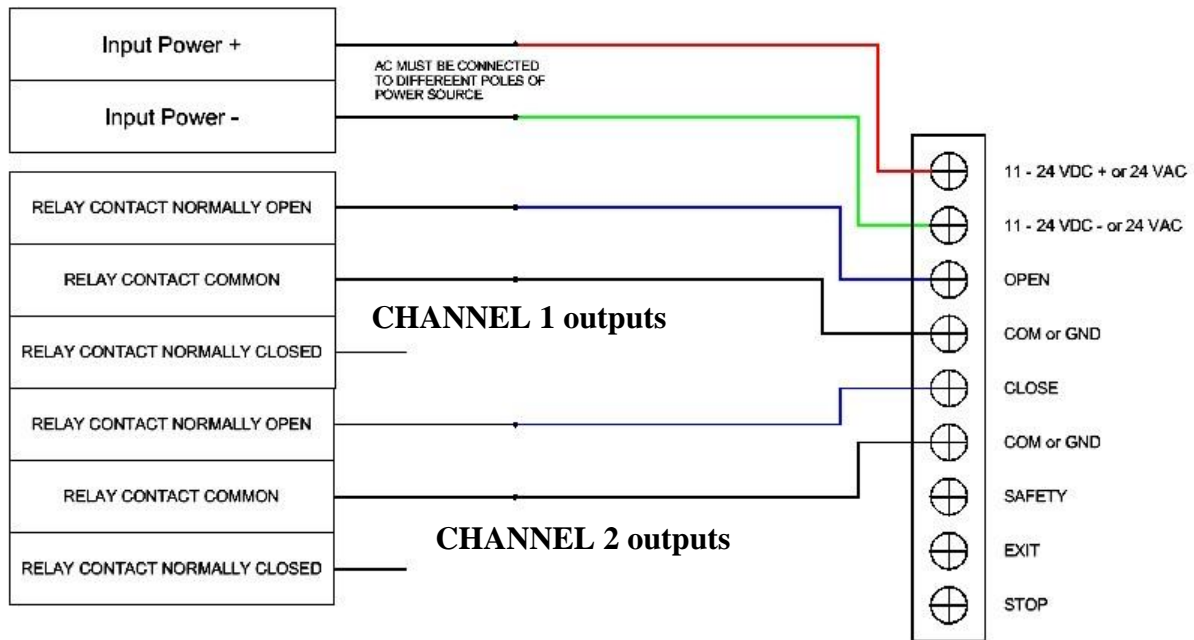 Input Power +
AC MUST BE CONNECTED
TO DIFFEREENT POLES OF
POWER SOURCE
Input Power -
RELAY CONTACT NORMALLY OPEN
RELAY CONTACT COMMON
CHANNEL 1 outputs
RELAY CONTACT NORMALLY CLOSED
RELAY CONTACT NORMALLY OPEN
RELAY CONTACT COMMON
CHANNEL 2 outputs
RELAY CONTACT NORMALLY CLOSED
11 - 24 VDC + or 24 VAC
11 - 24 VDC - or 24 VAC
OPEN
COM or GND
CLOSE
COM or GND
SAFETY
EXIT
STOP